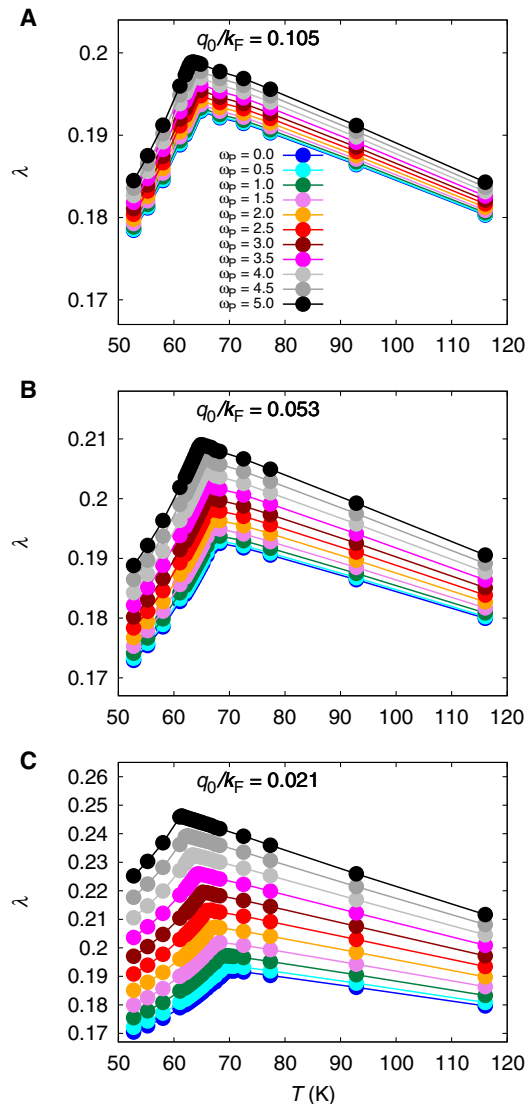 A
q0/kF = 0.105
0.2
0.19
0.18
0.17
λ
ωP = 0.0
ωP = 0.5
ωP = 1.0
ωP = 1.5
ωP = 2.0
ωP = 2.5
ωP = 3.0
ωP = 3.5
ωP = 4.0
ωP = 4.5
ωP = 5.0
50 60 70 80 90 100 110 120
B
q0/kF = 0.053
0.21
0.2
0.19
0.18
0.17
λ
50 60 70 80 90 100 110 120
C
q0/kF = 0.021
0.26
0.25
0.24
0.23
0.22
0.21
0.2
0.19
0.18
0.17
λ
50 60 70 80 90 100 110 120
T (K)